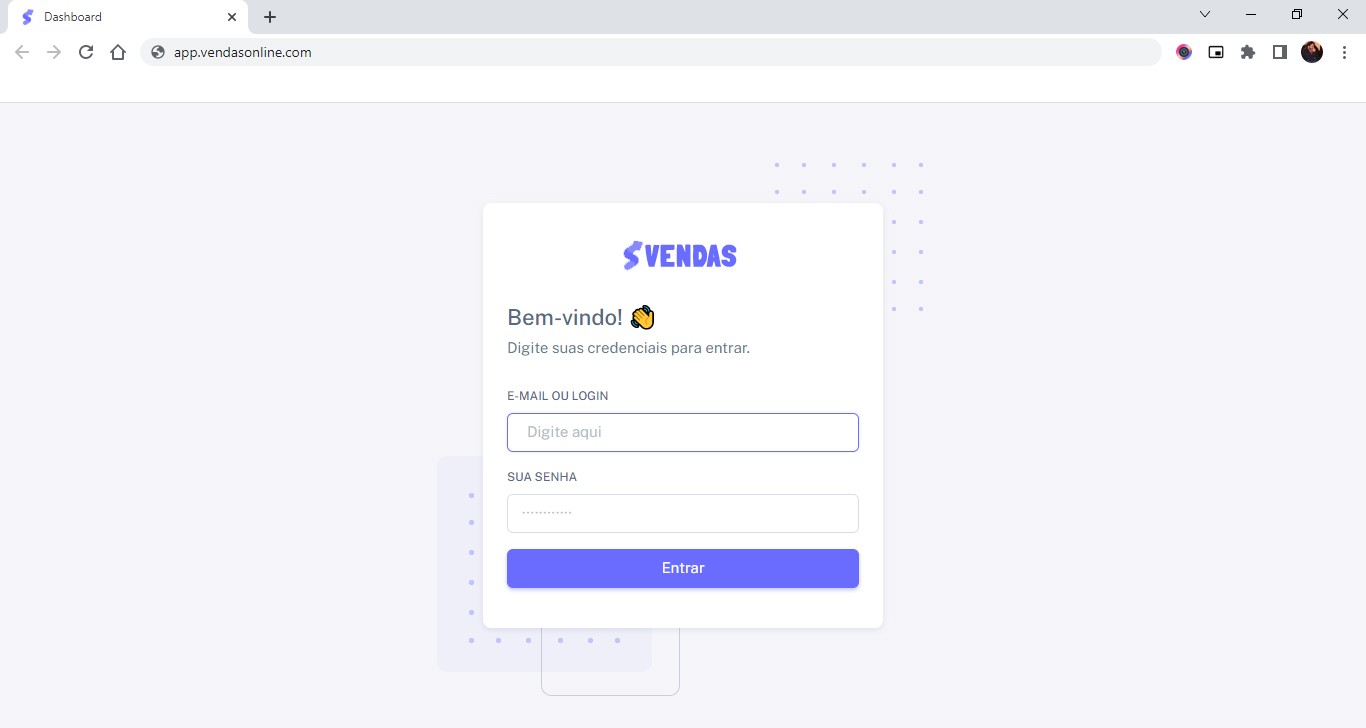 Dashboard
app.vendasonline.com
VENDAS
Bem-vindo! 👋
Digite suas credenciais para entrar.
E-MAIL OU LOGIN
Digite aqui
SUA SENHA
············
Entrar